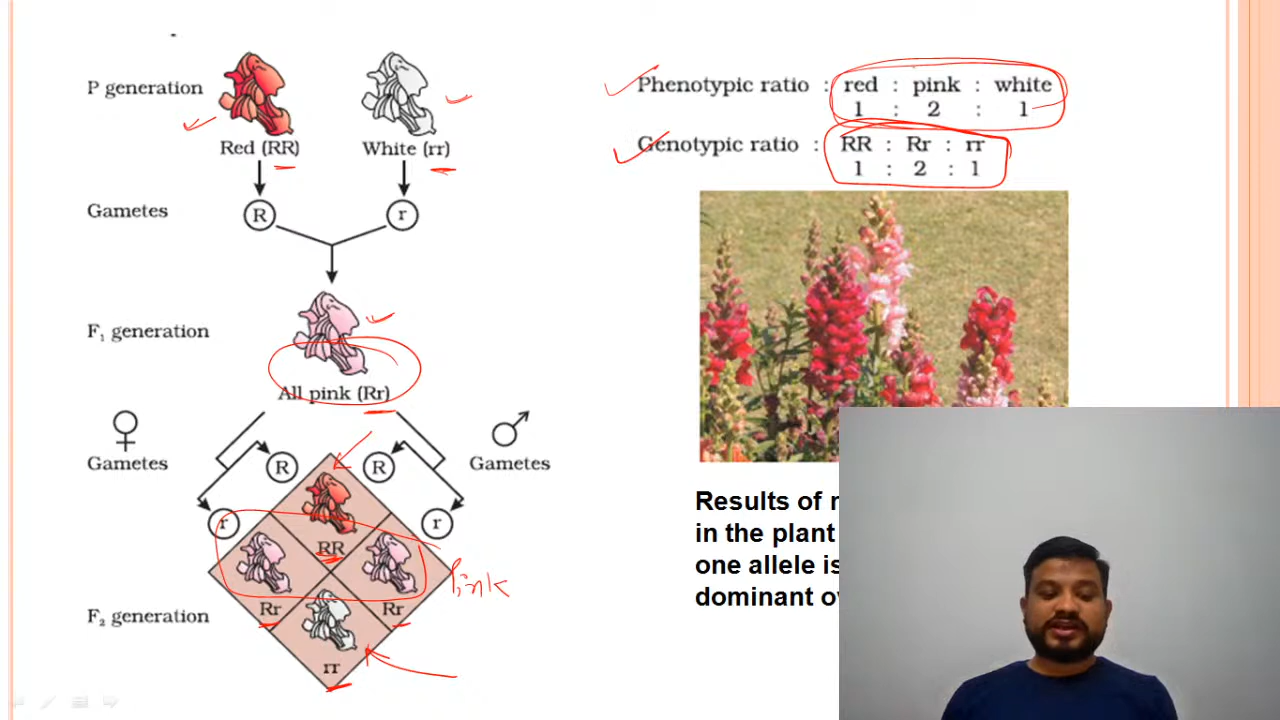 P generation
Red (RR)
White (rr)
Gametes
R
r
F1 generation
All pink (Rr)
Gametes
Gametes
R
R
r
r
RR
Rr
Rr
rr
F2 generation
Pink
Phenotypic ratio : red : pink : white
1 : 2 : 1
Genotypic ratio : RR : Rr : rr
1 : 2 : 1
Results of
in the plant
one allele is
dominant